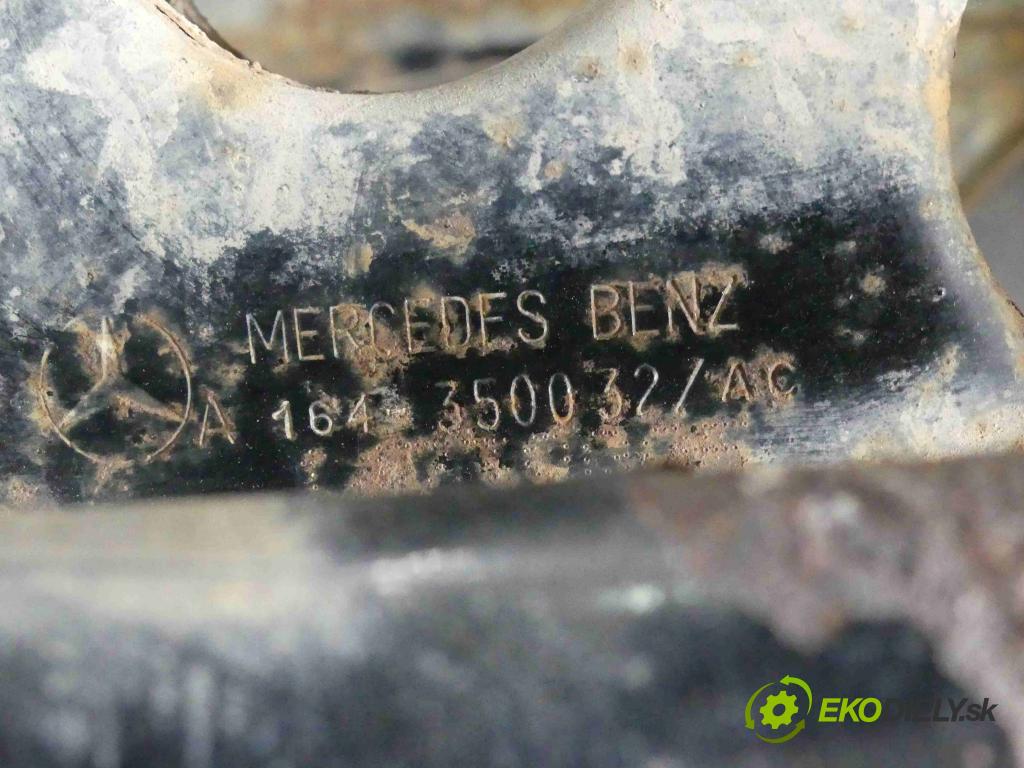 MERCEDES BENZ
A 164 350032/AC
EKODIELY.sk